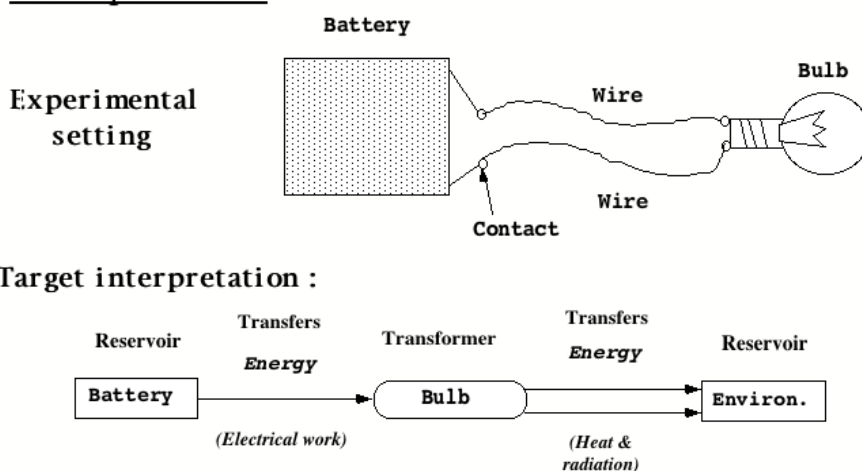 Battery
Experimental
setting
Wire
Bulb
Wire
Contact
Target interpretation :
Reservoir
Transfers
Energy
Transformer
Transfers
Energy
Reservoir
Battery
Bulb
Environ.
(Electrical work)
(Heat &
radiation)